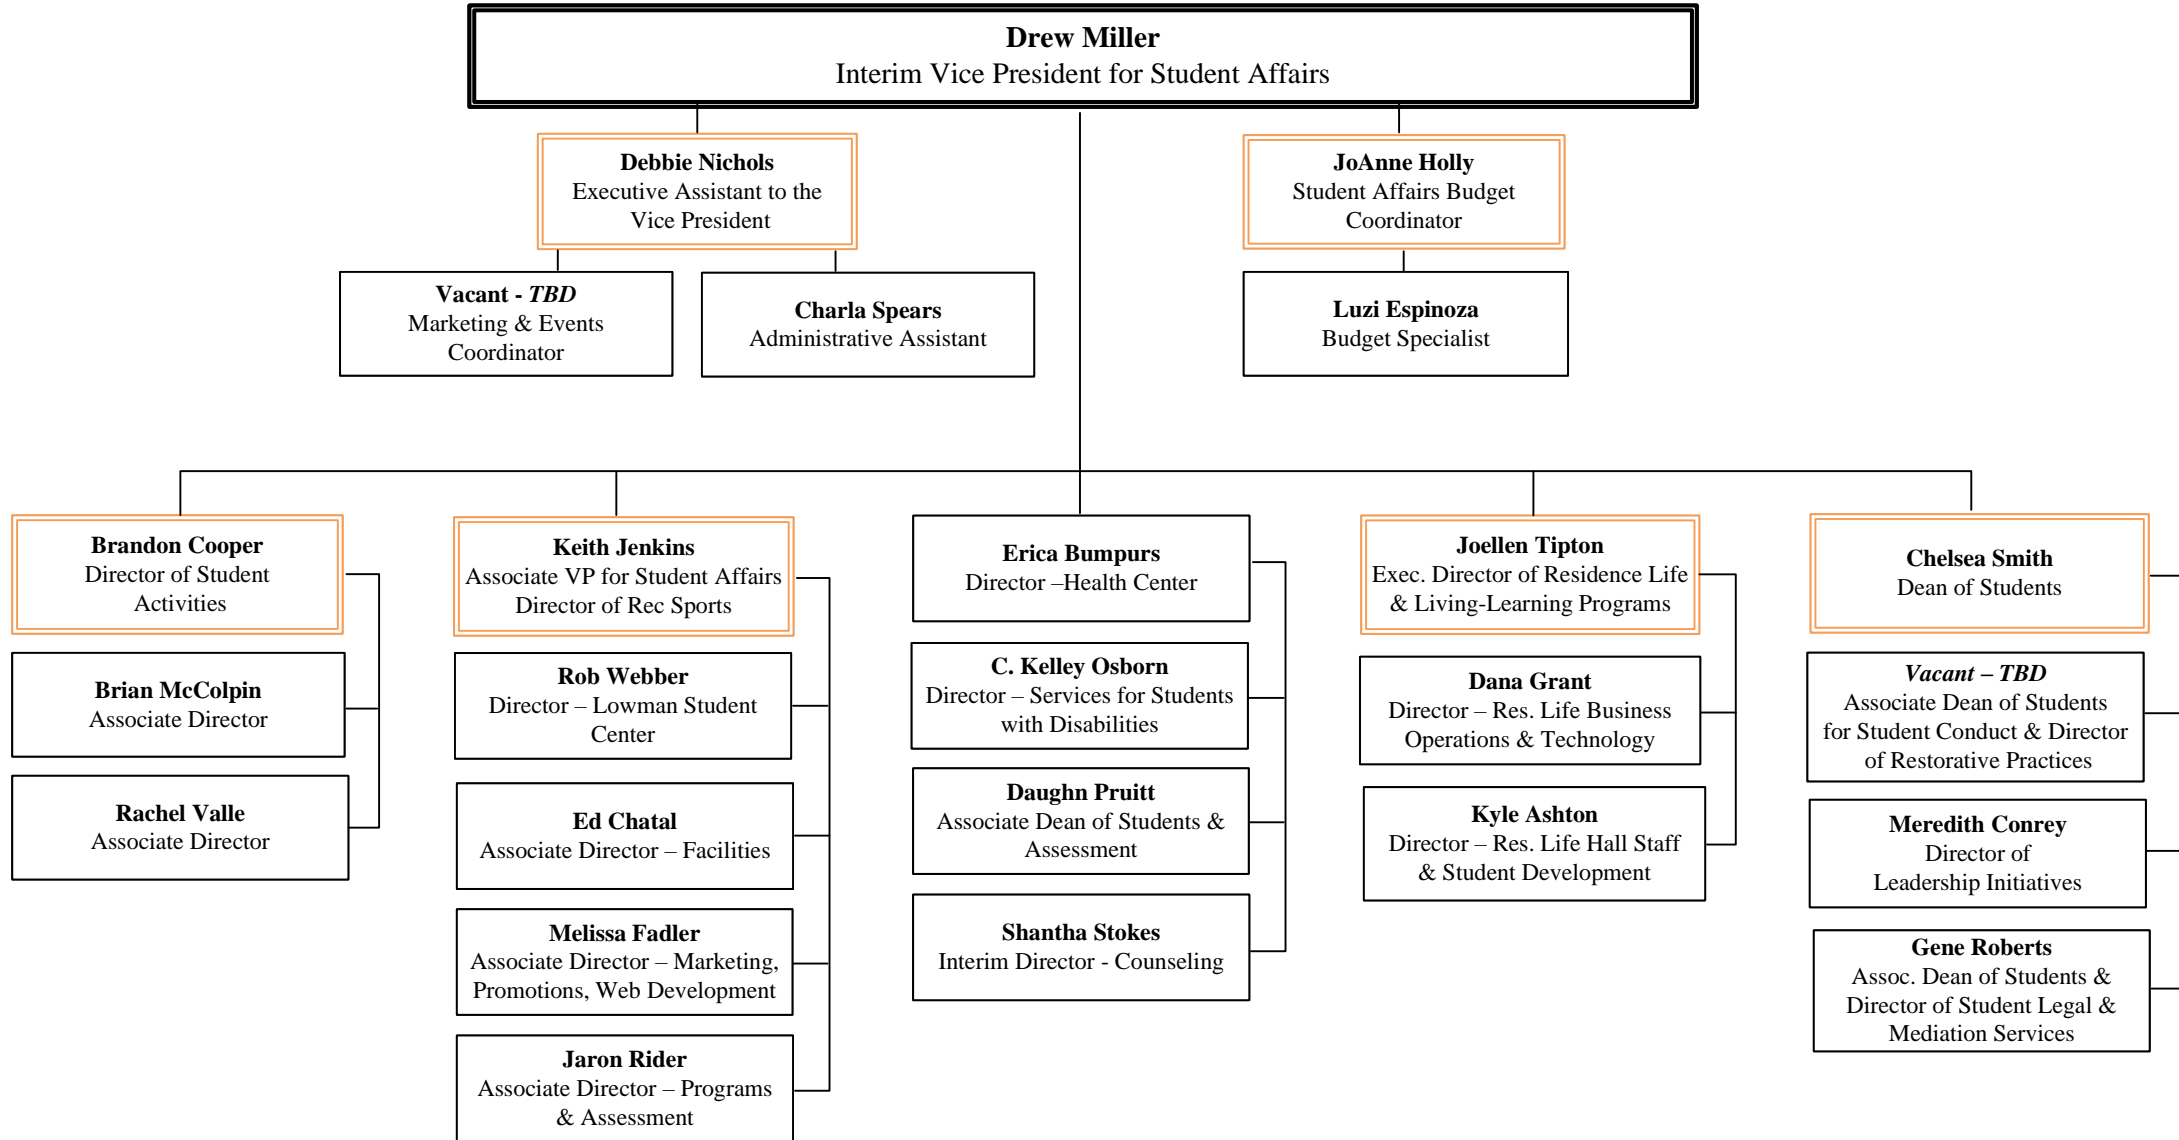 Drew Miller
Interim Vice President for Student Affairs
Debbie Nichols
Executive Assistant to the
Vice President
JoAnne Holly
Student Affairs Budget
Coordinator
Vacant - TBD
Marketing & Events
Coordinator
Charla Spears
Administrative Assistant
Luzi Espinoza
Budget Specialist
Brandon Cooper
Director of Student
Activities
Brian McColpin
Associate Director
Rachel Valle
Associate Director
Keith Jenkins
Associate VP for Student Affairs
Director of Rec Sports
Rob Webber
Director – Lowman Student
Center
Ed Chatal
Associate Director – Facilities
Melissa Fadler
Associate Director – Marketing,
Promotions, Web Development
Jaron Rider
Associate Director – Programs
& Assessment
Erica Bumpurs
Director –Health Center
C. Kelley Osborn
Director – Services for Students
with Disabilities
Daughn Pruitt
Associate Dean of Students &
Assessment
Shantha Stokes
Interim Director - Counseling
Joellen Tipton
Exec. Director of Residence Life
& Living-Learning Programs
Dana Grant
Director – Res. Life Business
Operations & Technology
Kyle Ashton
Director – Res. Life Hall Staff
& Student Development
Chelsea Smith
Dean of Students
Vacant – TBD
Associate Dean of Students
for Student Conduct & Director
of Restorative Practices
Meredith Conrey
Director of
Leadership Initiatives
Gene Roberts
Assoc. Dean of Students &
Director of Student Legal &
Mediation Services